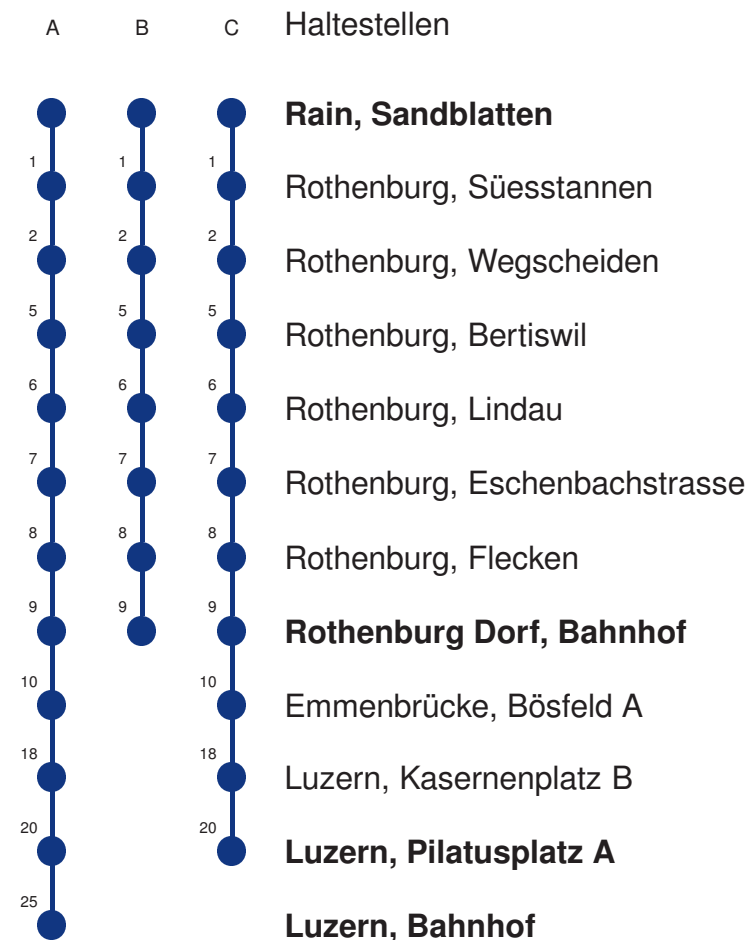 A B C Haltestellen
Rain, Sandblatten
1 1 1
Rothenburg, Süesstannen
2 2 2
Rothenburg, Wegscheiden
5 5 5
Rothenburg, Bertiswil
6 6 6
Rothenburg, Lindau
7 7 7
Rothenburg, Eschenbachstrasse
8 8 8
Rothenburg, Flecken
9 9 9
Rothenburg Dorf, Bahnhof
10 10
Emmenbrücke, Bösfeld A
18 18
Luzern, Kasernenplatz B
20 20
Luzern, Pilatusplatz A
25
Luzern, Bahnhof